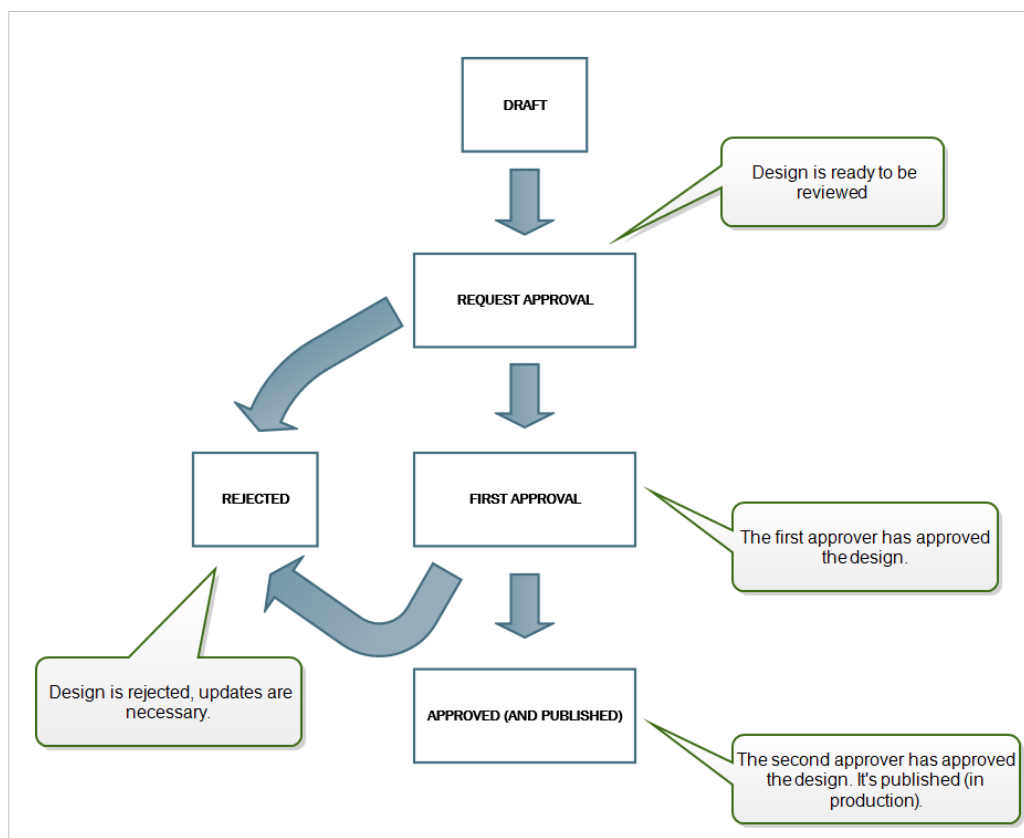 DRAFT
Design is ready to be
reviewed
REQUEST APPROVAL
REJECTED
FIRST APPROVAL
The first approver has approved
the design.
Design is rejected, updates are
necessary.
APPROVED (AND PUBLISHED)
The second approver has approved
the design. It's published (in
production).